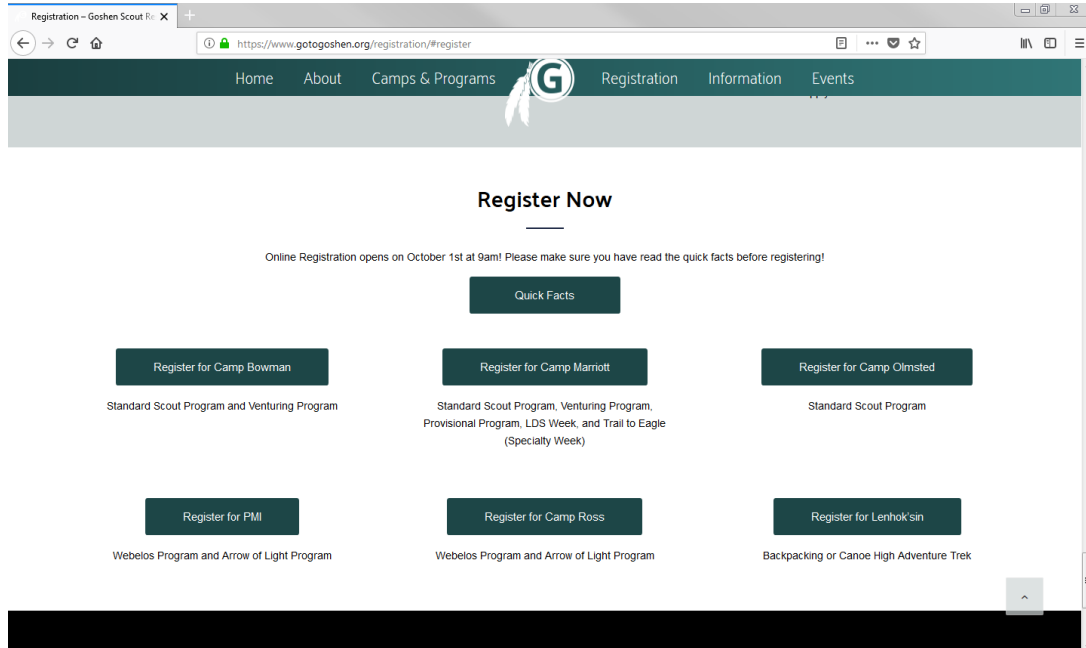 Registration – Goshen Scout Re
https://www.gotogoshen.org/registration/#register
Home About Camps & Programs G Registration Information Events
Register Now
Online Registration opens on October 1st at 9am! Please make sure you have read the quick facts before registering!
Quick Facts
Register for Camp Bowman
Standard Scout Program and Venturing Program
Register for Camp Marriott
Standard Scout Program, Venturing Program,
Provisional Program, LDS Week, and Trail to Eagle
(Specialty Week)
Register for Camp Olmsted
Standard Scout Program
Register for PMI
Webelos Program and Arrow of Light Program
Register for Camp Ross
Webelos Program and Arrow of Light Program
Register for Lenhok'sin
Backpacking or Canoe High Adventure Trek